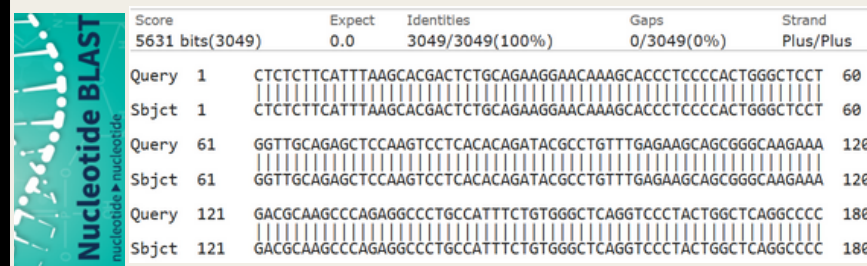 Nucleotide BLAST
nucleotide ▸ nucleotide
Score Expect Identities Gaps Strand
5631 bits(3049) 0.0 3049/3049(100%) 0/3049(0%) Plus/Plus
Query 1 CTCTCTTCATTTAAGCACGACTCTGCAGAAGGAACAAAGCACCCTCCCCACTGGGCTCCT 60
Sbjct 1 CTCTCTTCATTTAAGCACGACTCTGCAGAAGGAACAAAGCACCCTCCCCACTGGGCTCCT 60
Query 61 GGTTGCAGAGCTCCAAGTCCTCACACAGATACGCCTGTTTGAGAAGCAGCGGGCAAGAAA 120
Sbjct 61 GGTTGCAGAGCTCCAAGTCCTCACACAGATACGCCTGTTTGAGAAGCAGCGGGCAAGAAA 120
Query 121 GACGCAAGCCCAGAGGCCCTGCCATTTCTGTGGGCTCAGGTCCCTACTGGCTCAGGCCCC 180
Sbjct 121 GACGCAAGCCCAGAGGCCCTGCCATTTCTGTGGGCTCAGGTCCCTACTGGCTCAGGCCCC 180